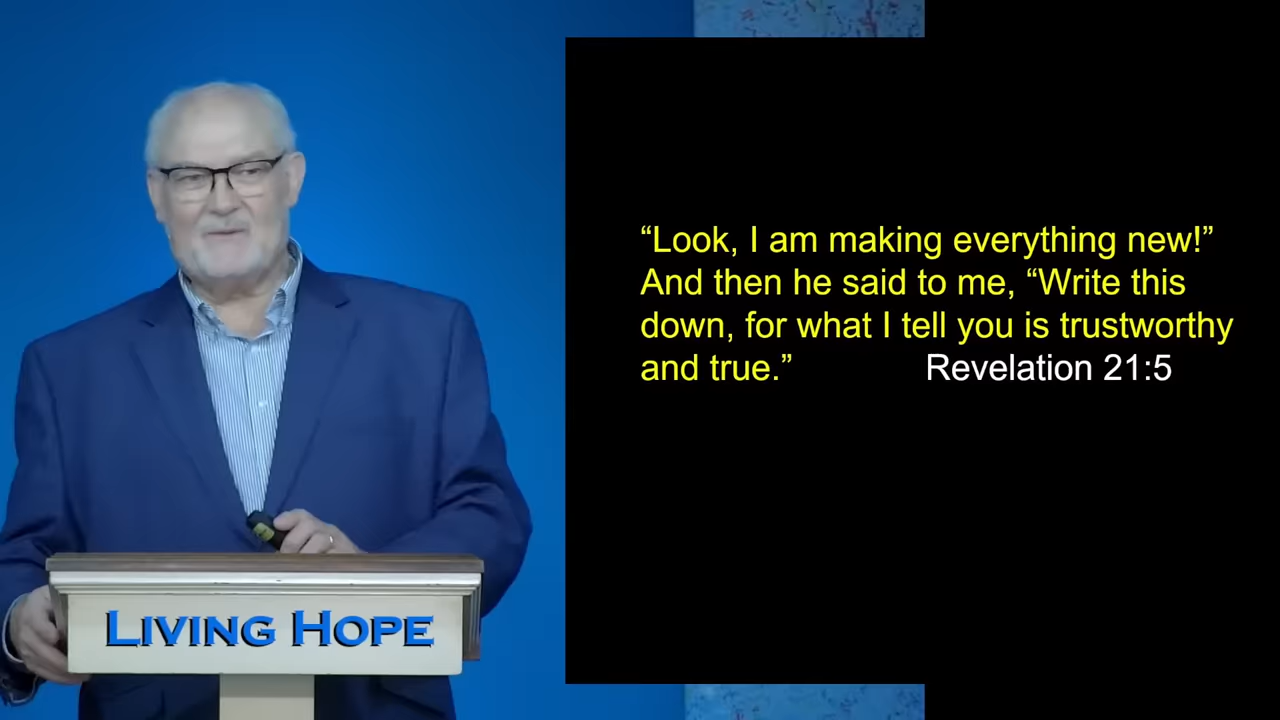 “Look, I am making everything new!”
And then he said to me, “Write this
down, for what I tell you is trustworthy
and true.” Revelation 21:5
LIVING HOPE